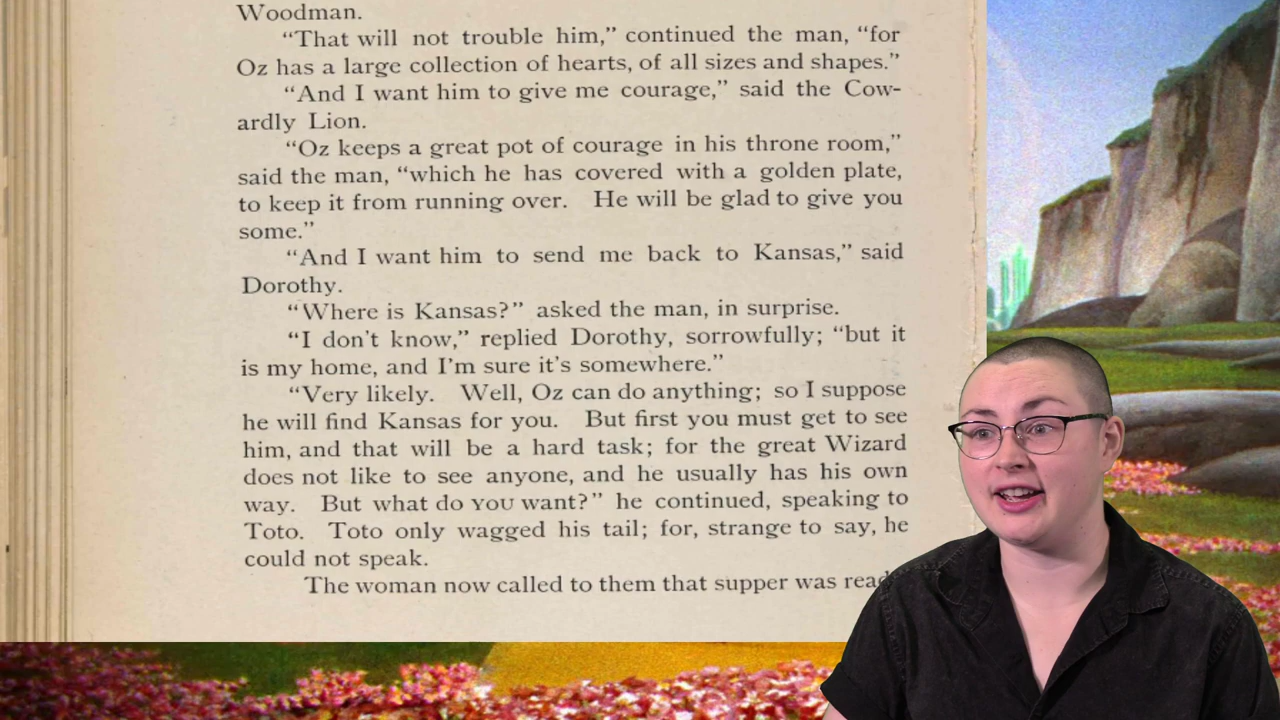 Woodman.
“That will not trouble him,” continued the man, “for
Oz has a large collection of hearts, of all sizes and shapes.”
“And I want him to give me courage,” said the Cow-
ardly Lion.
“Oz keeps a great pot of courage in his throne room,”
said the man, “which he has covered with a golden plate,
to keep it from running over. He will be glad to give you
some.”
“And I want him to send me back to Kansas,” said
Dorothy.
“Where is Kansas?” asked the man, in surprise.
“I don't know,” replied Dorothy, sorrowfully; “but it
is my home, and I'm sure it's somewhere.”
“Very likely. Well, Oz can do anything; so I suppose
he will find Kansas for you. But first you must get to see
him, and that will be a hard task; for the great Wizard
does not like to see anyone, and he usually has his own
way. But what do YOU want?” he continued, speaking to
Toto. Toto only wagged his tail; for, strange to say, he
could not speak.
The woman now called to them that supper was